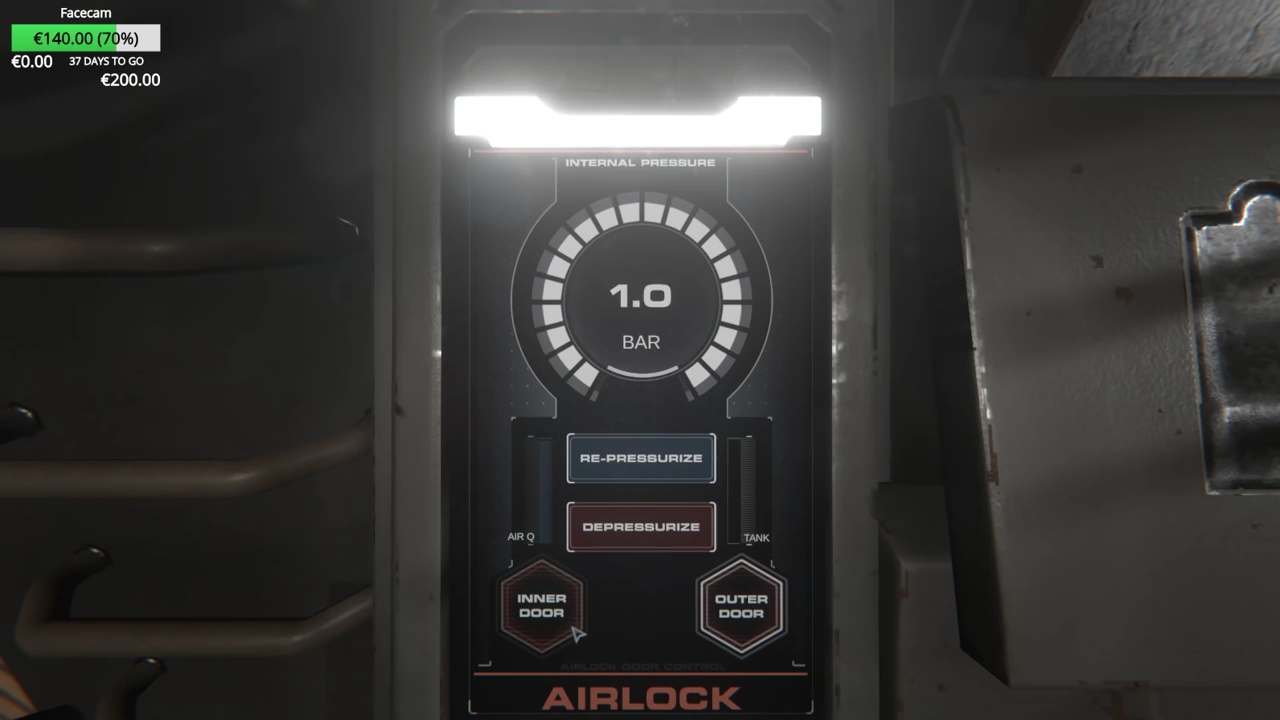 Facecam
€140.00 (70%)
€0.00 37 DAYS TO GO
€200.00
INTERNAL PRESSURE
1.0
BAR
RE-PRESSURIZE
DEPRESSURIZE
AIR Q
TANK
INNER
DOOR
OUTER
DOOR
AIRLOCK DOOR CONTROL
AIRLOCK